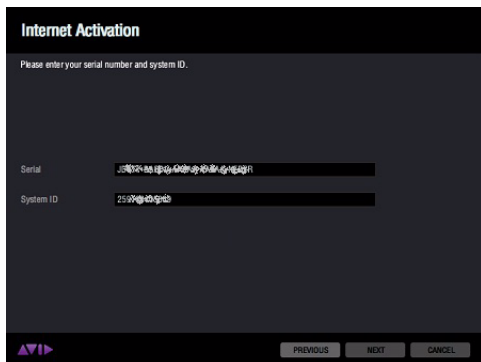 Internet Activation
Please enter your serial number and system ID.
Serial
System ID
AVID
PREVIOUS NEXT CANCEL